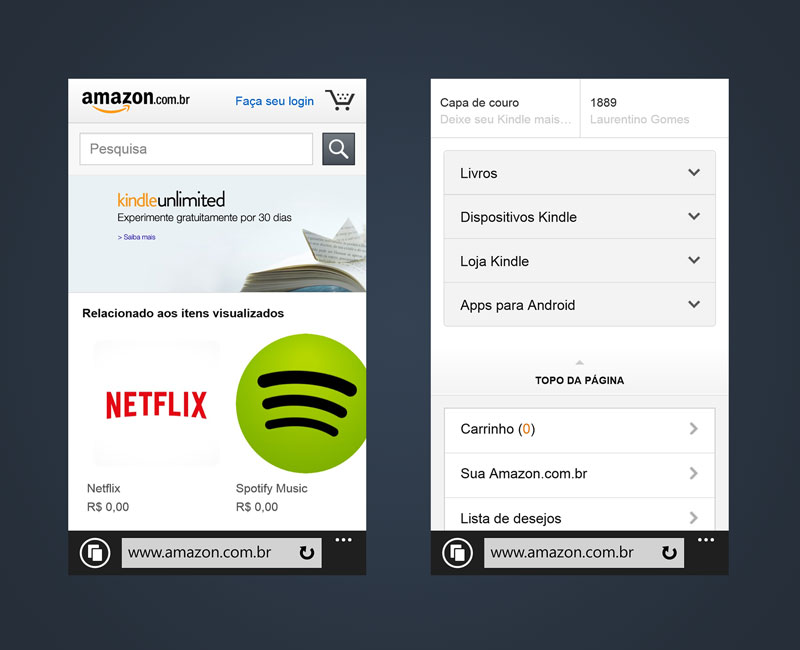 amazon.com.br
Faça seu login
Pesquisa
kindleunlimited
Experimente gratuitamente por 30 dias
> Saiba mais
Relacionado aos itens visualizados
NETFLIX
Netflix
R$ 0,00
Spotify Music
R$ 0,00
www.amazon.com.br
Capa de couro
Deixe seu Kindle mais...
1889
Laurentino Gomes
Livros
Dispositivos Kindle
Loja Kindle
Apps para Android
TOPO DA PÁGINA
Carrinho (0)
Sua Amazon.com.br
Lista de desejos
www.amazon.com.br